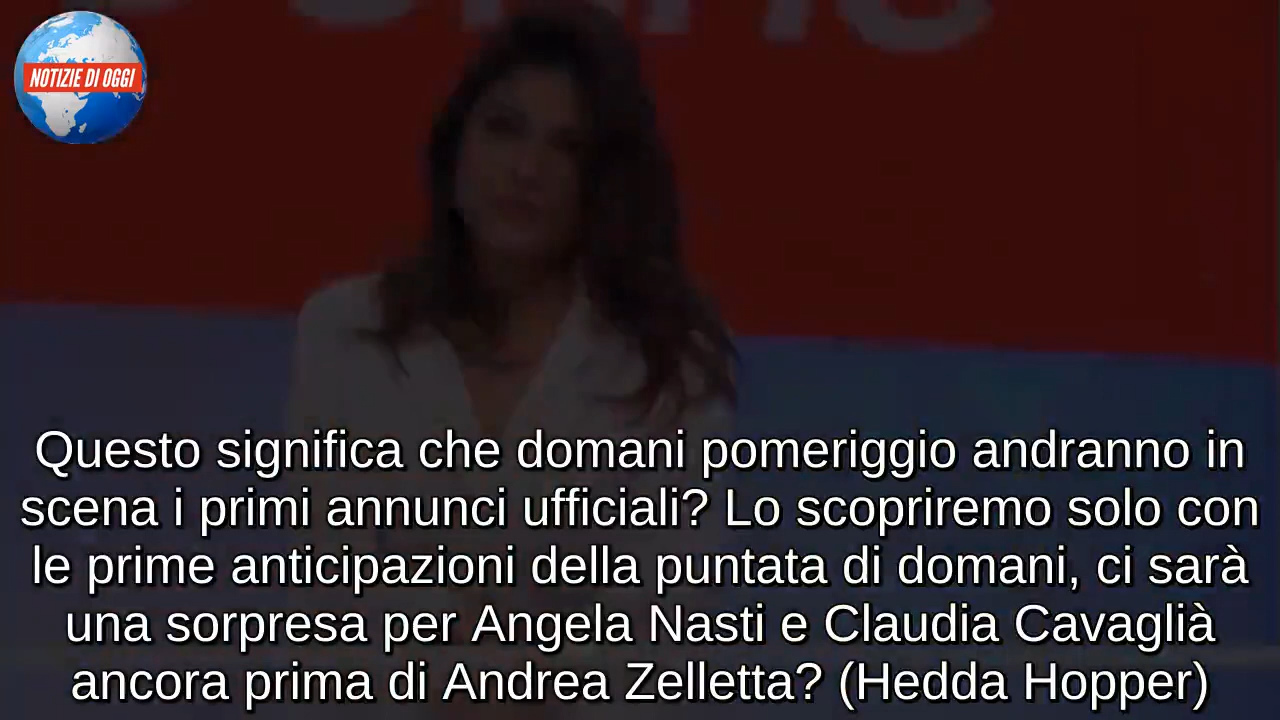 NOTIZIE DI OGGI
Questo significa che domani pomeriggio andranno in
scena i primi annunci ufficiali? Lo scopriremo solo con
le prime anticipazioni della puntata di domani, ci sarà
una sorpresa per Angela Nasti e Claudia Cavaglià
ancora prima di Andrea Zelletta? (Hedda Hopper)